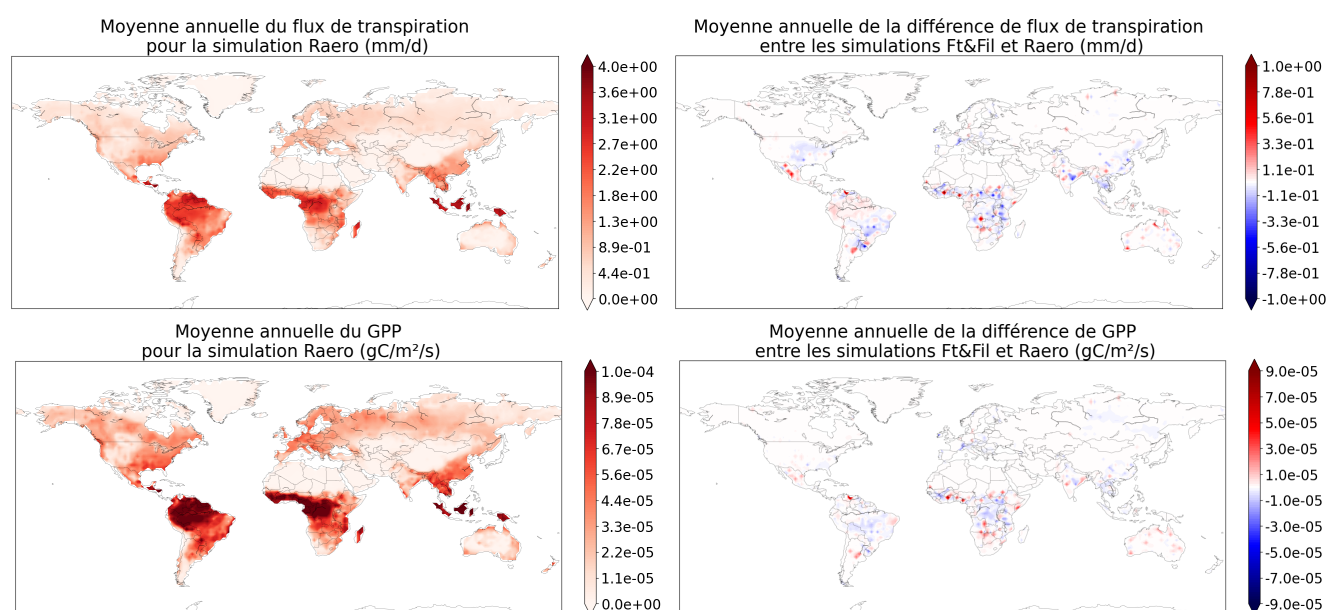 Moyenne annuelle du flux de transpiration
pour la simulation Raero (mm/d)
4.0e+00
3.6e+00
3.1e+00
2.7e+00
2.2e+00
1.8e+00
1.3e+00
8.9e-01
4.4e-01
0.0e+00
Moyenne annuelle de la différence de flux de transpiration
entre les simulations Ft&Fil et Raero (mm/d)
1.0e+00
7.8e-01
5.6e-01
3.3e-01
1.1e-01
-1.1e-01
-3.3e-01
-5.6e-01
-7.8e-01
-1.0e+00
Moyenne annuelle du GPP
pour la simulation Raero (gC/m²/s)
1.0e-04
8.9e-05
7.8e-05
6.7e-05
5.6e-05
4.4e-05
3.3e-05
2.2e-05
1.1e-05
0.0e+00
Moyenne annuelle de la différence de GPP
entre les simulations Ft&Fil et Raero (gC/m²/s)
9.0e-05
7.0e-05
5.0e-05
3.0e-05
1.0e-05
-1.0e-05
-3.0e-05
-5.0e-05
-7.0e-05
-9.0e-05